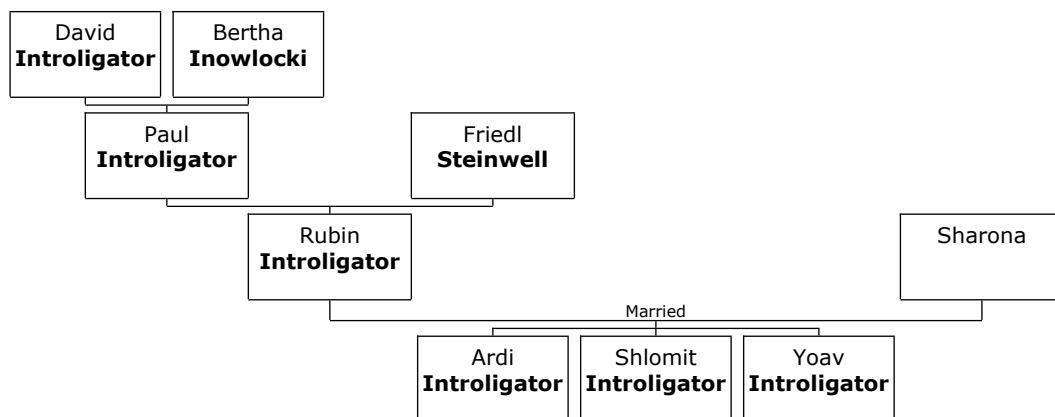 David
Introligator
Bertha
Inowlocki
Paul
Introligator
Friedl
Steinwell
Rubin
Introligator
Sharona
Married
Ardi
Introligator
Shlomit
Introligator
Yoav
Introligator